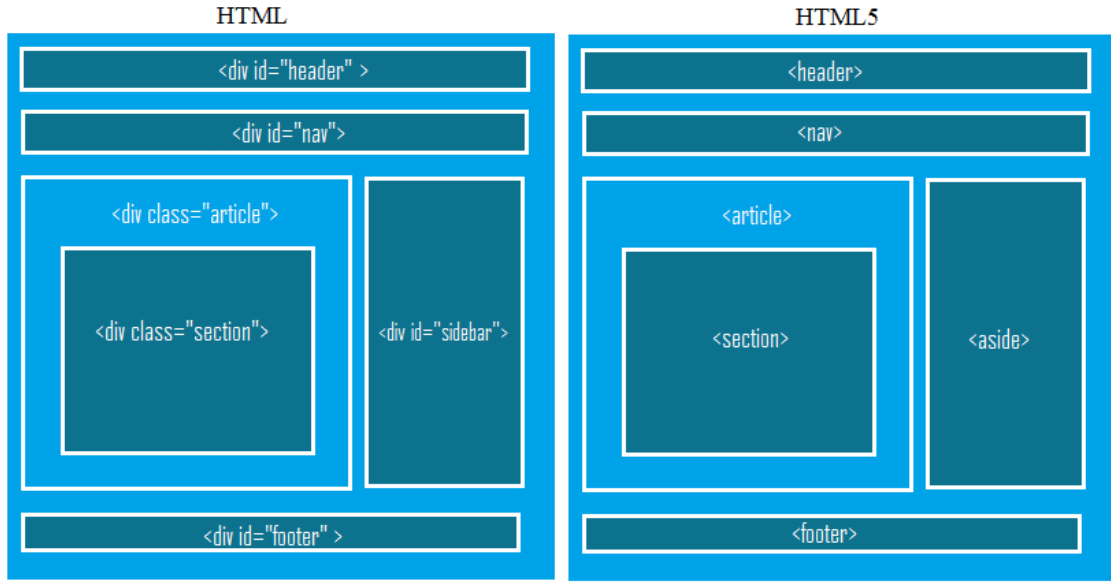 HTML
<div id="header" >
<div id="nav">
<div class="article">
<div class="section">
<div id="sidebar">
<div id="footer" >
HTML5
<header>
<nav>
<article>
<section>
<aside>
<footer>